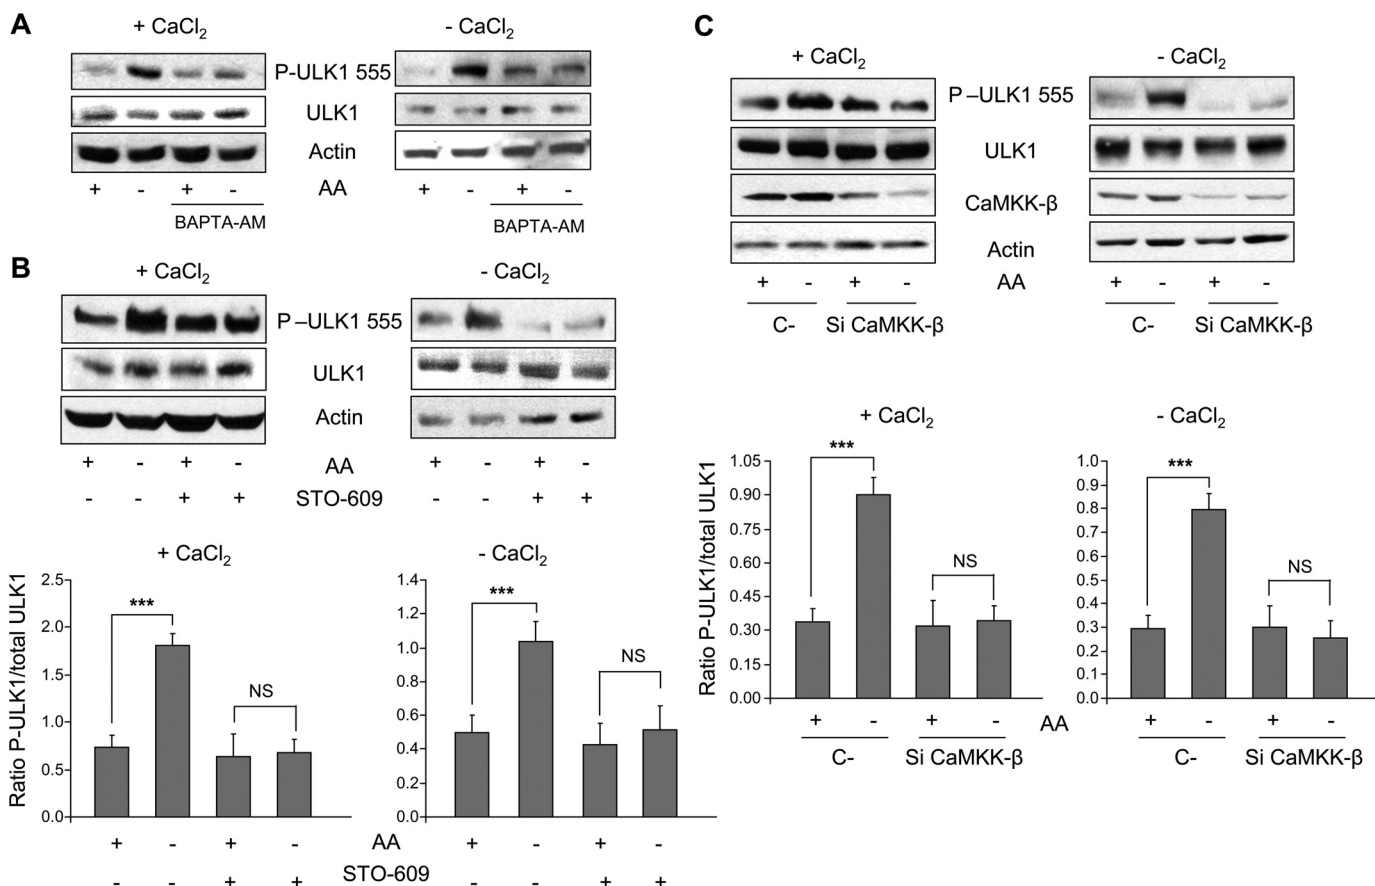 A
+ CaCl2
- CaCl2
P-ULK1 555
ULK1
Actin
+ - + - AA + - + -
BAPTA-AM BAPTA-AM
B
+ CaCl2
- CaCl2
P –ULK1 555
ULK1
Actin
+ - + - AA + - + -
- - + + STO-609 - - + +
+ CaCl2
- CaCl2
Ratio P-ULK1/total ULK1
2.5
2.0
1.5
1.0
0.5
0.0
***
NS
1.4
1.2
1.0
0.8
0.6
0.4
0.2
0.0
***
NS
+ - + - AA + - + -
- - + + STO-609 - - + +
C
+ CaCl2
- CaCl2
P –ULK1 555
ULK1
CaMKK-β
Actin
+ - + - AA + - + -
C- Si CaMKK-β C- Si CaMKK-β
+ CaCl2
- CaCl2
Ratio P-ULK1/total ULK1
1.05
0.90
0.75
0.60
0.45
0.30
0.15
0.00
***
NS
1.0
0.9
0.8
0.7
0.6
0.5
0.4
0.3
0.2
0.1
0.0
***
NS
+ - + - AA + - + -
C- Si CaMKK-β C- Si CaMKK-β